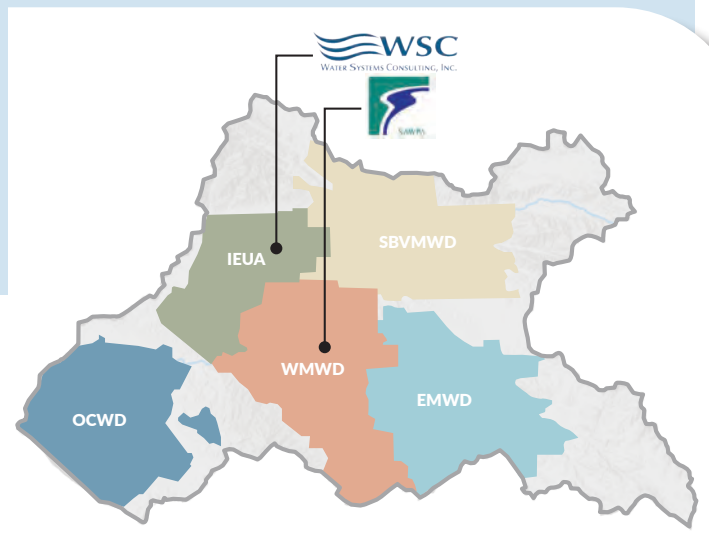 WSC
WATER SYSTEMS CONSULTING, INC.
SAWPA
SBVMWD
IEUA
WMWD
EMWD
OCWD